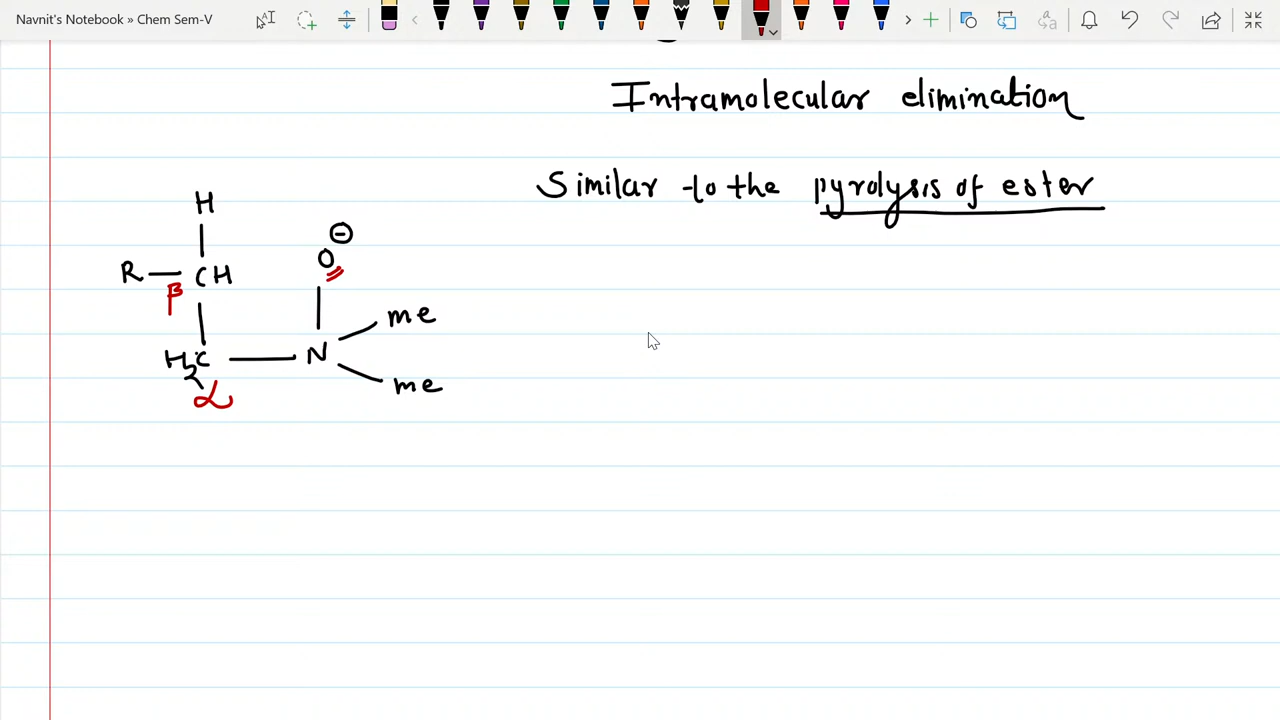 Navnit's Notebook » Chem Sem-V
Intramolecular elimination
Similar to the pyrolysis of ester
H
⊖
O
R — CH
β
me
H₂C — N
me
α